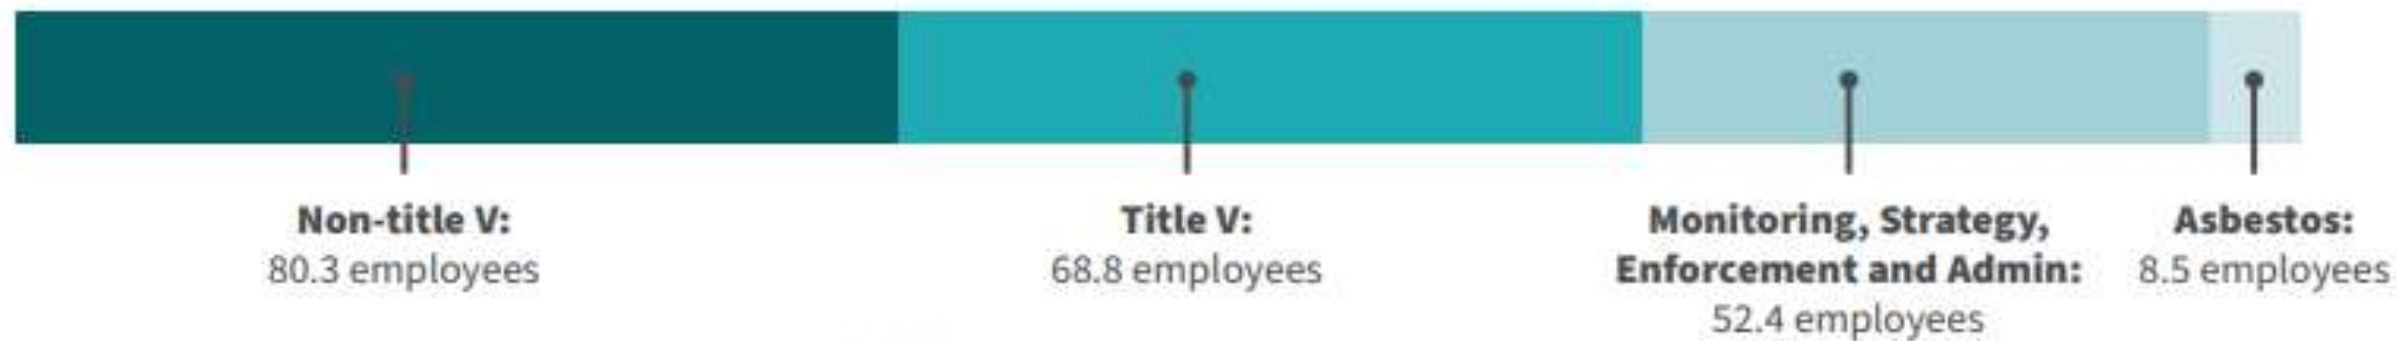 Non-title V:
80.3 employees
Title V:
68.8 employees
Monitoring, Strategy,
Enforcement and Admin:
52.4 employees
Asbestos:
8.5 employees